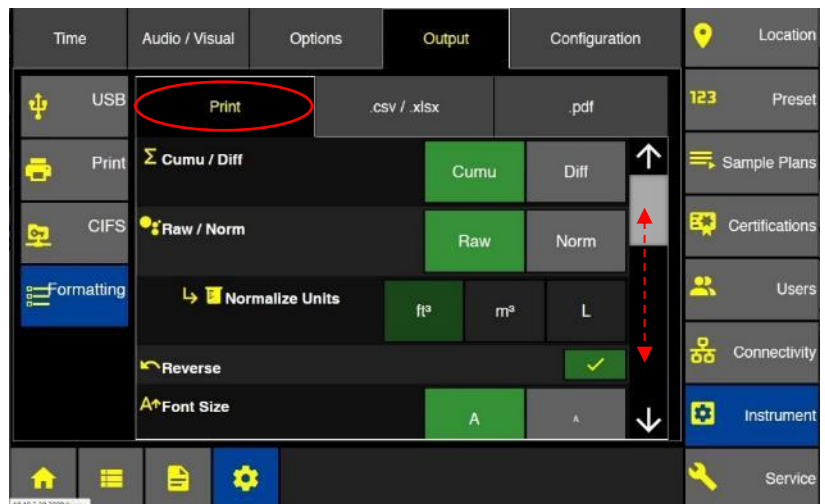 Time
Audio / Visual
Options
Output
Configuration
Location
USB
Print
.csv / .xlsx
.pdf
123
Preset
Print
Σ Cumu / Diff
Cumu
Diff
Sample Plans
CIFS
Raw / Norm
Raw
Norm
Certifications
Formatting
Normalize Units
ft³
m³
L
Users
Reverse
Connectivity
A Font Size
A
A
Instrument
Service